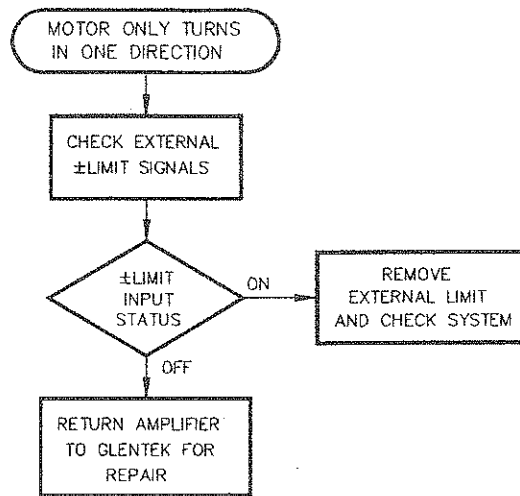 MOTOR ONLY TURNS
IN ONE DIRECTION
CHECK EXTERNAL
±LIMIT SIGNALS
±LIMIT
INPUT
STATUS
ON
REMOVE
EXTERNAL LIMIT
AND CHECK SYSTEM
OFF
RETURN AMPLIFIER
TO GLENTEK FOR
REPAIR